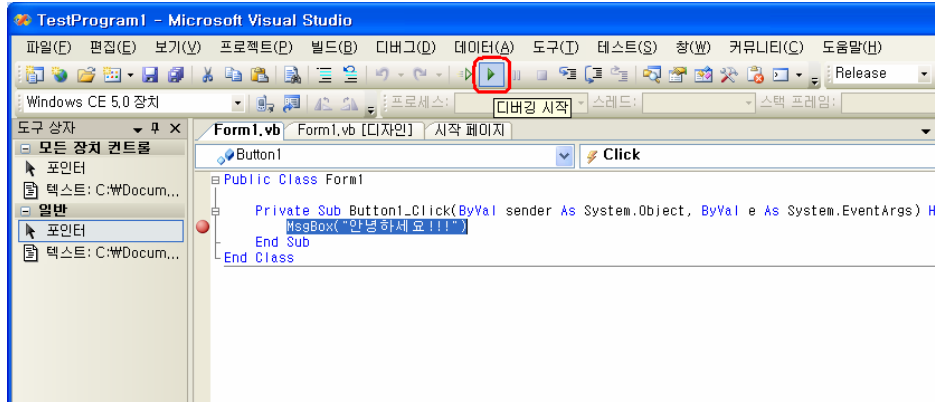 TestProgram1 - Microsoft Visual Studio
파일(F) 편집(E) 보기(V) 프로젝트(P) 빌드(B) 디버그(D) 데이터(A) 도구(T) 테스트(S) 창(W) 커뮤니티(C) 도움말(H)
Release
Windows CE 5.0 장치 프로세스: 스레드: 스택 프레임:
디버깅 시작
도구 상자 Form1.vb Form1.vb [디자인] 시작 페이지
모든 장치 컨트롤 Button1 Click
포인터
텍스트: C:₩Docum...
일반
포인터
텍스트: C:₩Docum...
Public Class Form1
Private Sub Button1_Click(ByVal sender As System.Object, ByVal e As System.EventArgs) H
MsgBox("안녕하세요!!!")
End Sub
End Class